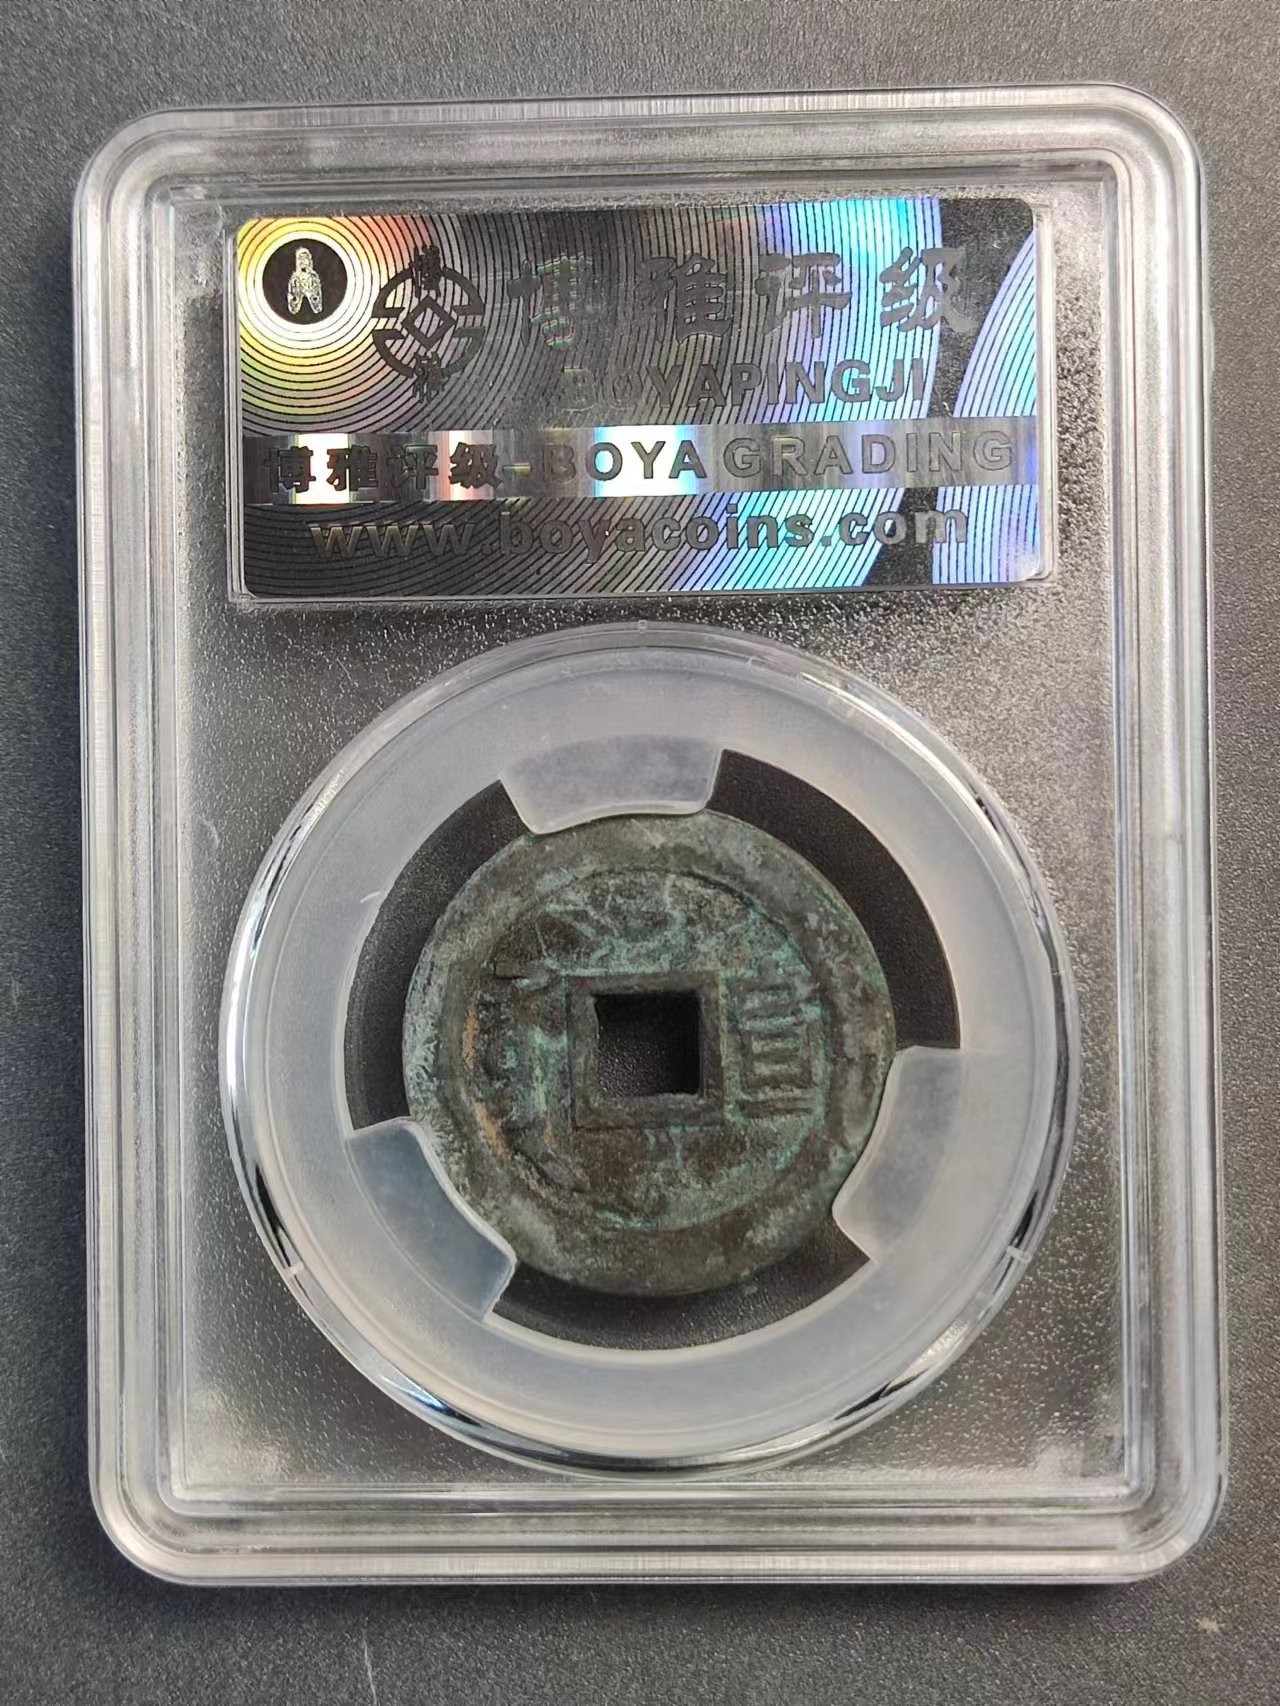 博雅评级
BOYAPINGJI
博雅评级-BOYA GRADING
www.boyacoins.com